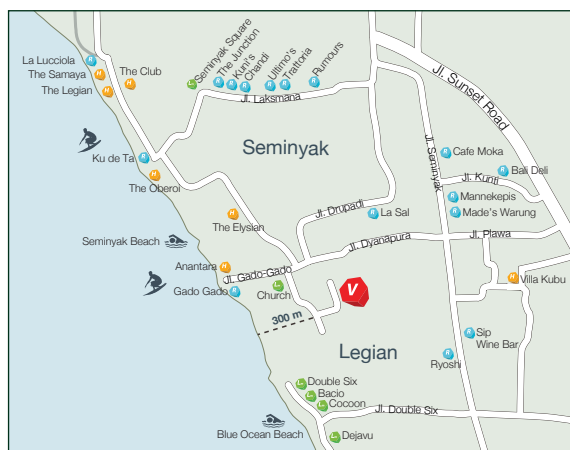 Seminyak Square
The Junction
Kuni's
Chandi
Ultimo's
Trattoria
Rumours
La Lucciola
The Samaya
The Legian
The Club
Jl. Laksmana
Jl. Sunset Road
Seminyak
Jl. Seminyak
Cafe Moka
Bali Deli
Jl. Kunti
Ku de Ta
The Oberoi
Mannekepis
Made's Warung
Jl. Drupadi
La Sal
The Elysian
Jl. Dyanapura
Jl. Plawa
Seminyak Beach
Anantara
Jl. Gado-Gado
Gado Gado
Church
V
Villa Kubu
300 m
Legian
Sip
Wine Bar
Ryoshi
Double Six
Bacio
Cocoon
Jl. Double Six
Blue Ocean Beach
Dejavu